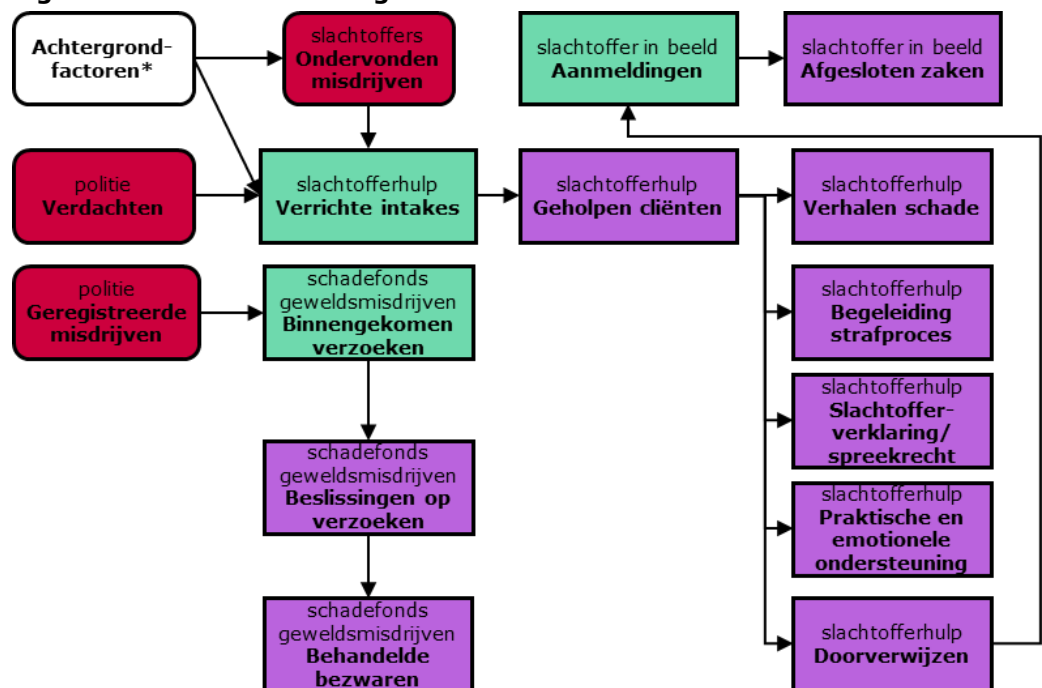 Achtergrond-
factoren*
slachtoffers
Ondervonden
misdrijven
slachtoffer in beeld
Aanmeldingen
slachtoffer in beeld
Afgesloten zaken
politie
Verdachten
slachtofferhulp
Verrichte intakes
slachtofferhulp
Geholpen cliënten
slachtofferhulp
Verhalen schade
politie
Geregistreerde
misdrijven
schadefonds
geweldsmisdrijven
Binnengekomen
verzoeken
slachtofferhulp
Begeleiding
strafproces
slachtofferhulp
Slachtoffer-
verklaring/
spreekrecht
schadefonds
geweldsmisdrijven
Beslissingen op
verzoeken
slachtofferhulp
Praktische en
emotionele
ondersteuning
schadefonds
geweldsmisdrijven
Behandelde
bezwaren
slachtofferhulp
Doorverwijzen